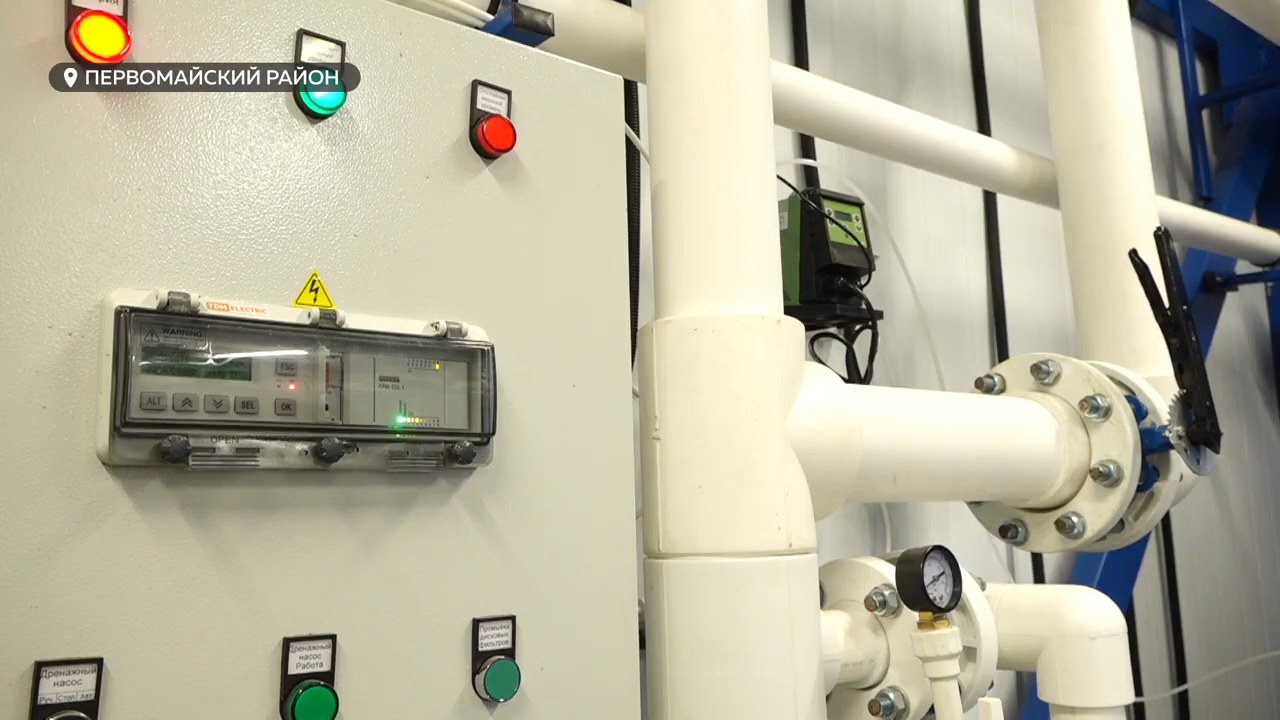 ПЕРВОМАЙСКИЙ РАЙОН
TDM ELECTRIC
WARNING
ESC
ALT
SEL
OK
OPEN
Дренажный
насос
Руч Стоп Авт
Дренажный
насос
Работа
Промывка
дисковых
фильтров